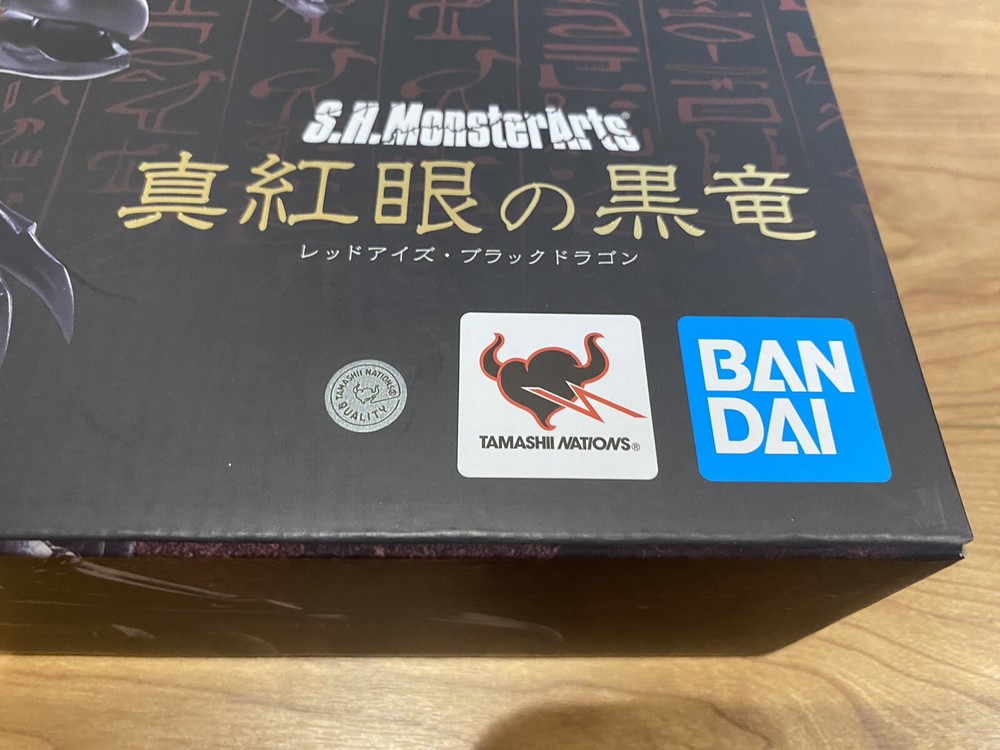 S.H.MonsterArts
真紅眼の黒竜
レッドアイズ・ブラックドラゴン
TAMASHII NATIONS®
QUALITY
TAMASHII NATIONS®
BAN
DAI